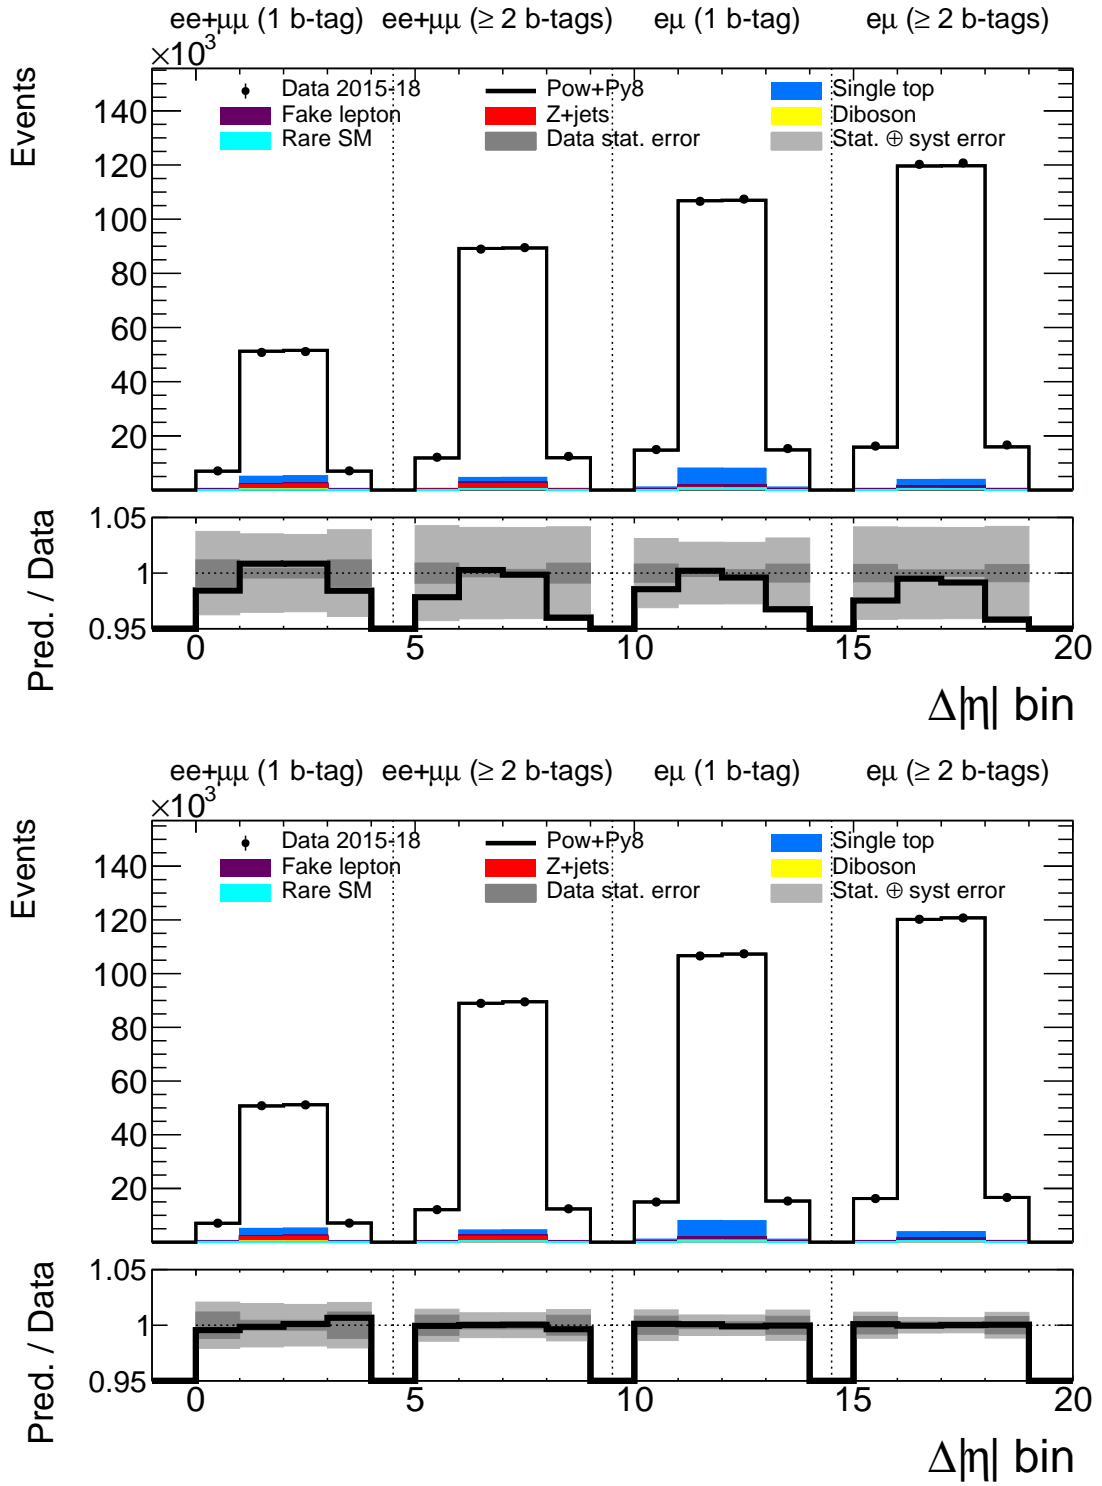 ee+μμ (1 b-tag) ee+μμ (≥ 2 b-tags) eμ (1 b-tag) eμ (≥ 2 b-tags)
×10³
Events
Data 2015-18 Pow+Py8 Single top
Fake lepton Z+jets Diboson
Rare SM Data stat. error Stat. ⊕ syst error
140
120
100
80
60
40
20
Pred. / Data
1.05
1
0.95
0 5 10 15 20
Δ|η| bin
ee+μμ (1 b-tag) ee+μμ (≥ 2 b-tags) eμ (1 b-tag) eμ (≥ 2 b-tags)
×10³
Events
Data 2015-18 Pow+Py8 Single top
Fake lepton Z+jets Diboson
Rare SM Data stat. error Stat. ⊕ syst error
140
120
100
80
60
40
20
Pred. / Data
1.05
1
0.95
0 5 10 15 20
Δ|η| bin